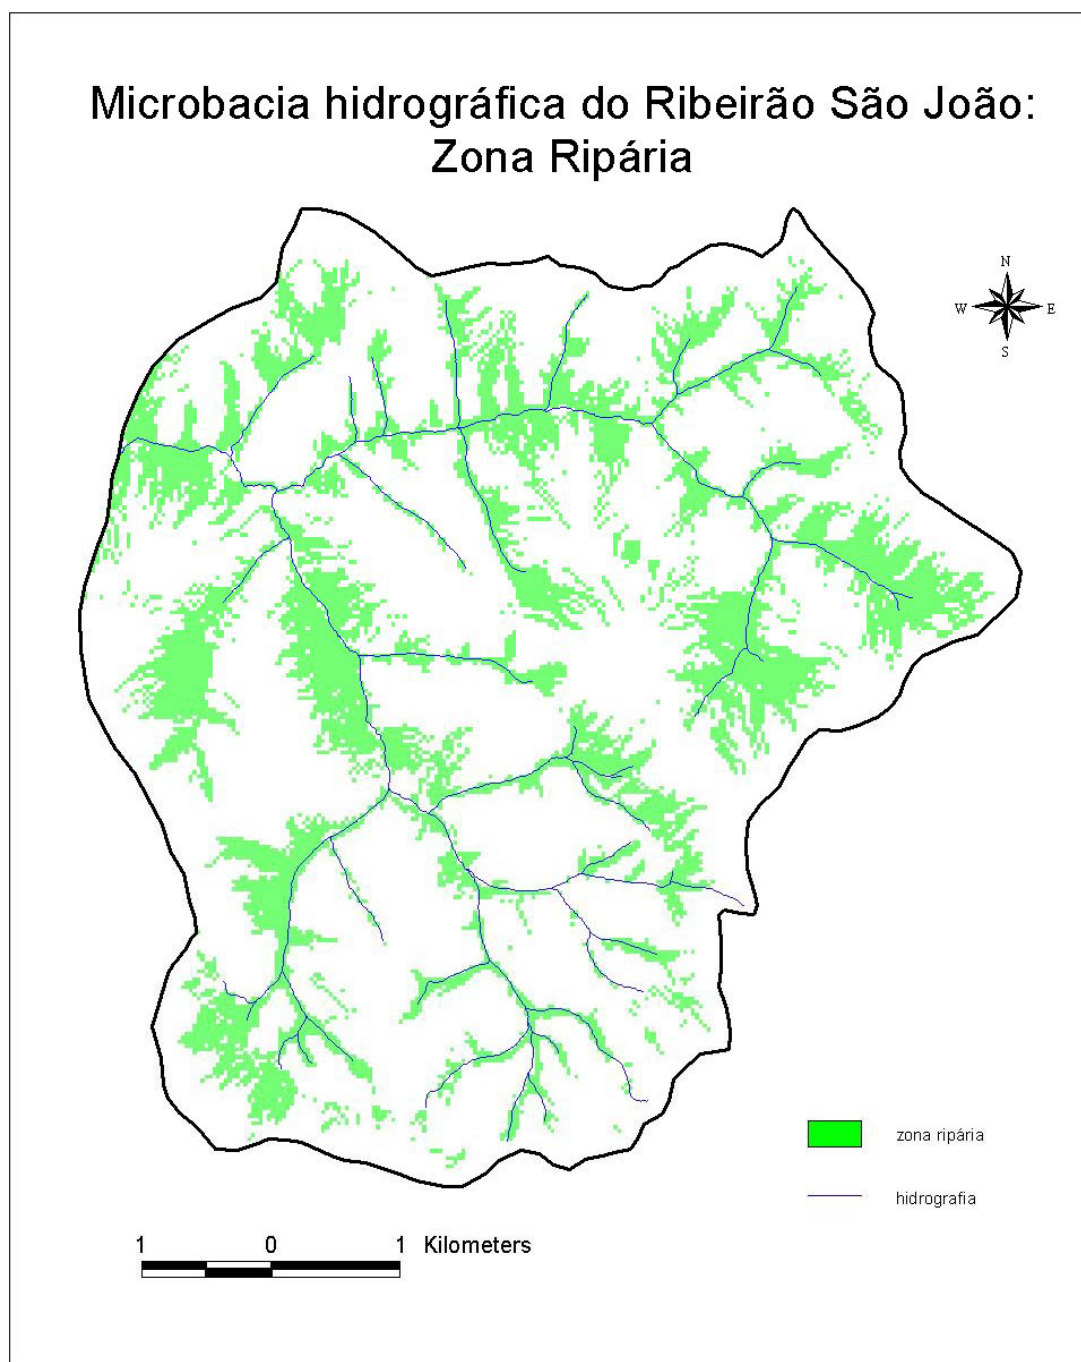 Microbacia hidrográfica do Ribeirão São João:
Zona Ripária
N
W E
S
zona ripária
hidrografia
1 0 1 Kilometers